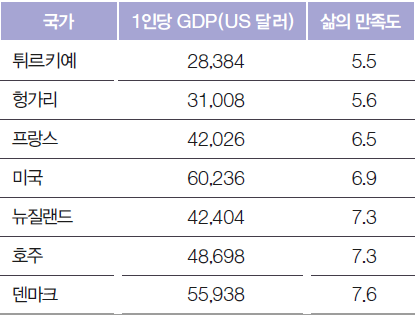 국가 1인당 GDP(US 달러) 삶의 만족도
튀르키예 28,384 5.5
헝가리 31,008 5.6
프랑스 42,026 6.5
미국 60,236 6.9
뉴질랜드 42,404 7.3
호주 48,698 7.3
덴마크 55,938 7.6